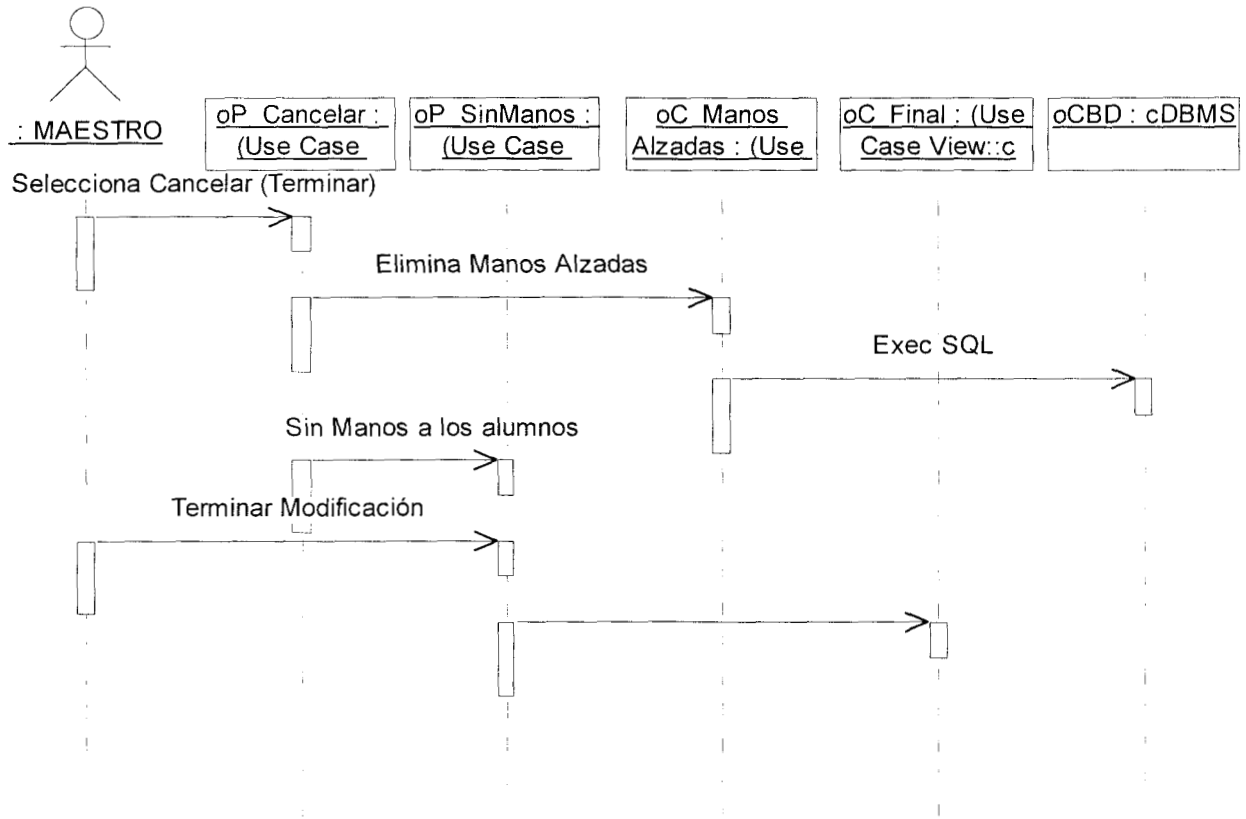 : MAESTRO
oP_Cancelar :
(Use Case
oP_SinManos :
(Use Case
oC_Manos
Alzadas : (Use
oC_Final : (Use
Case View::c
oCBD : cDBMS
Selecciona Cancelar (Terminar)
Elimina Manos Alzadas
Exec SQL
Sin Manos a los alumnos
Terminar Modificación